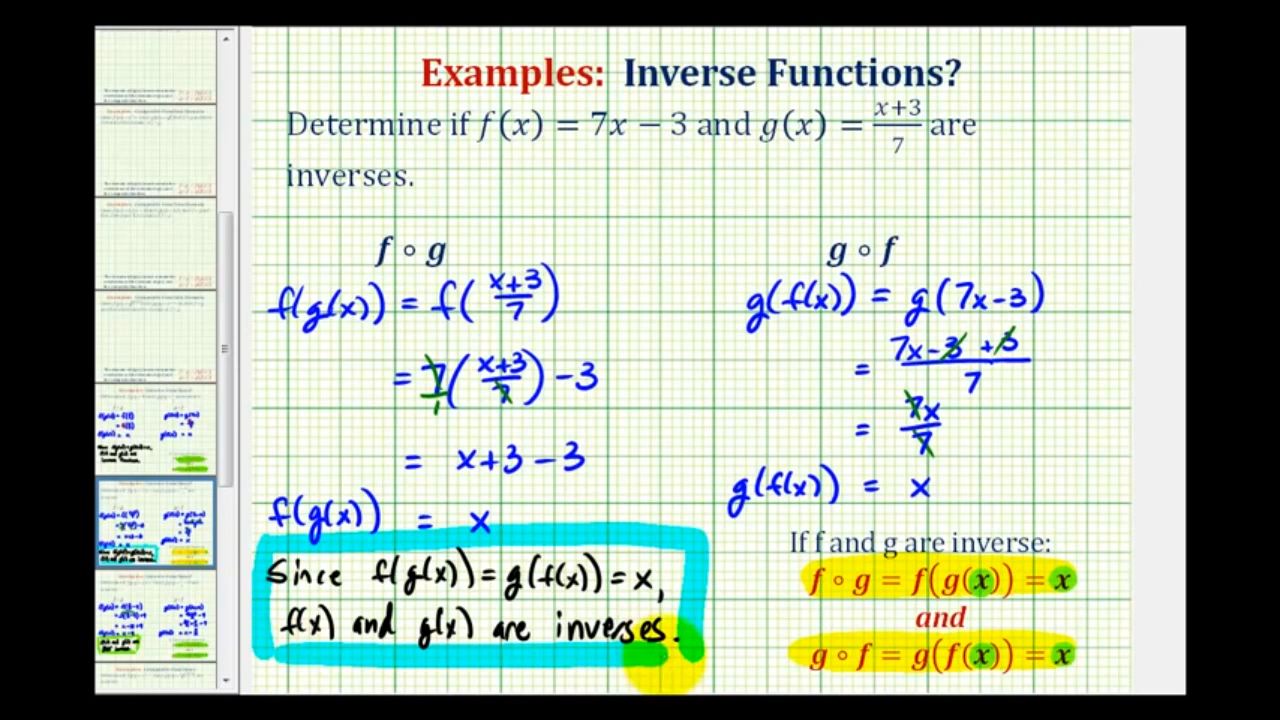 Examples: Inverse Functions?
Determine if f(x) = 7x − 3 and g(x) = (x+3)/7 are
inverses.
f ∘ g
f(g(x)) = f((x+3)/7)
= 7/1((x+3)/7) − 3
= x+3−3
f(g(x)) = x
Since f(g(x)) = g(f(x)) = x,
f(x) and g(x) are inverses.
g ∘ f
g(f(x)) = g(7x−3)
= (7x−3+3)/7
= 7x/7
g(f(x)) = x
If f and g are inverse:
f ∘ g = f(g(x)) = x
and
g ∘ f = g(f(x)) = x